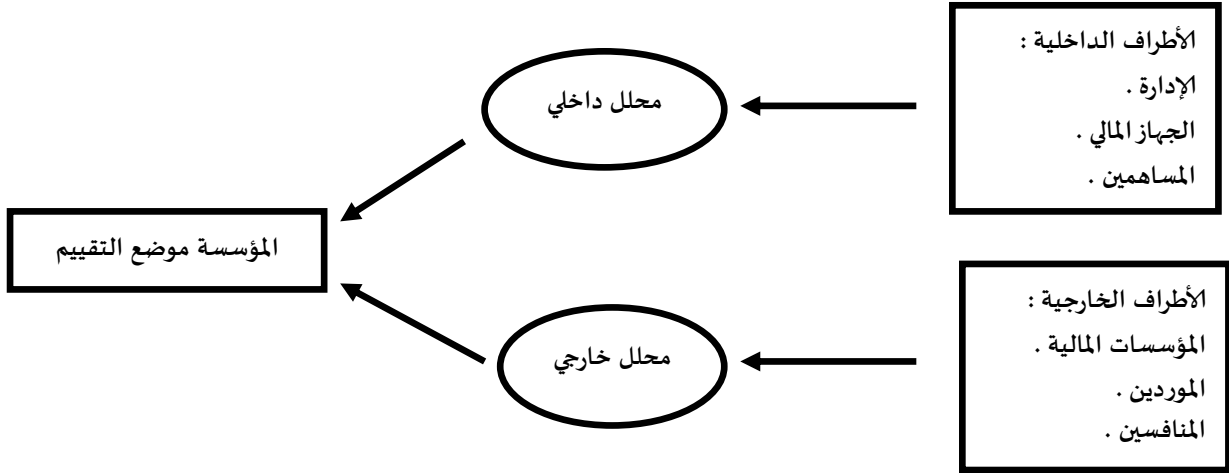 الأطراف الداخلية :
الإدارة .
الجهاز المالي .
المساهمين .
محلل داخلي
المؤسسة موضع التقييم
الأطراف الخارجية :
المؤسسات المالية .
الموردين .
المنافسين .
محلل خارجي